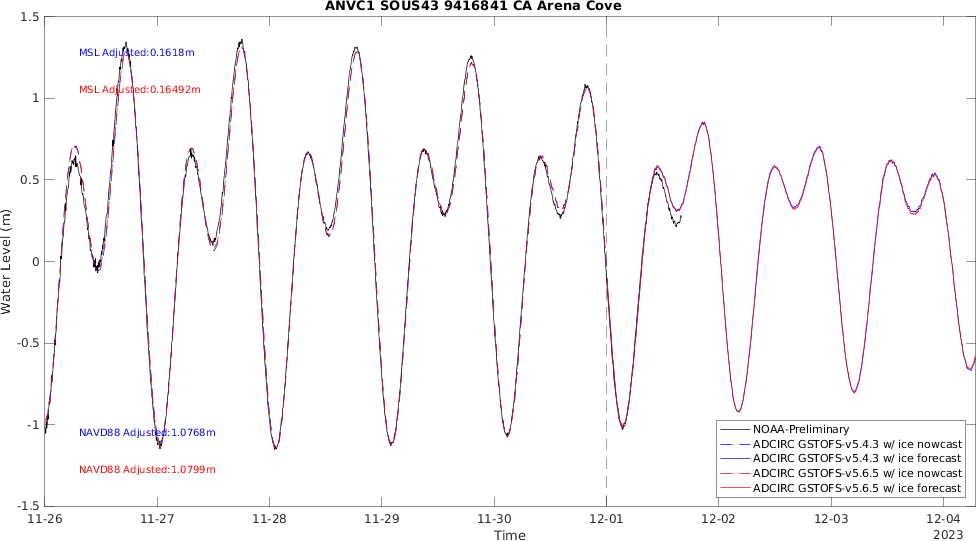 ANVC1 SOUS43 9416841 CA Arena Cove
1.5
MSL Adjusted:0.1618m
MSL Adjusted:0.16492m
1
0.5
0
-0.5
-1
-1.5
Water Level (m)
NAVD88 Adjusted:1.0768m
NAVD88 Adjusted:1.0799m
NOAA-Preliminary
ADCIRC GSTOFS-v5.4.3 w/ ice nowcast
ADCIRC GSTOFS-v5.4.3 w/ ice forecast
ADCIRC GSTOFS-v5.6.5 w/ ice nowcast
ADCIRC GSTOFS-v5.6.5 w/ ice forecast
11-26 11-27 11-28 11-29 11-30 12-01 12-02 12-03 12-04
Time
2023